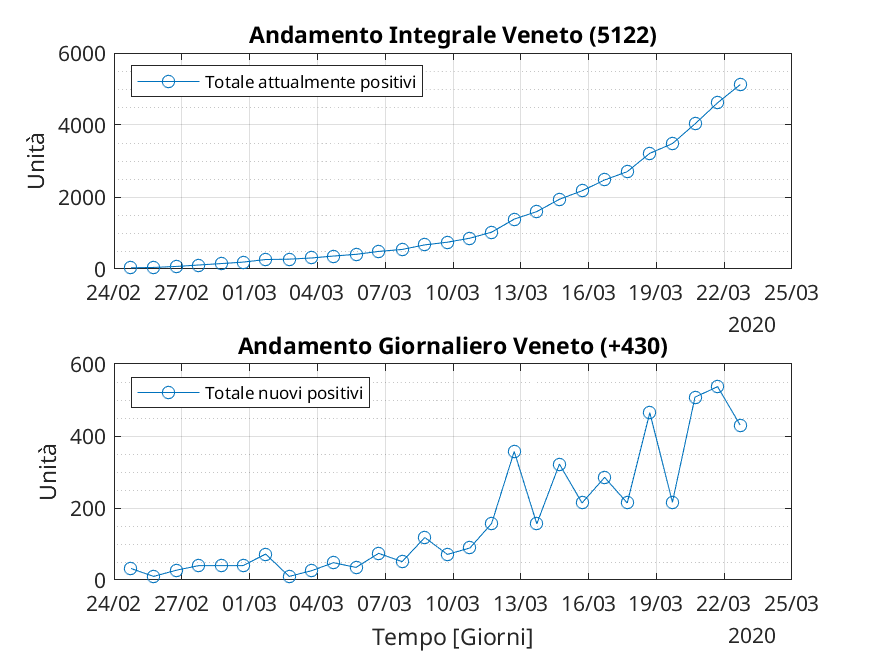 Andamento Integrale Veneto (5122)
6000
Totale attualmente positivi
4000
Unità
2000
0
24/02 27/02 01/03 04/03 07/03 10/03 13/03 16/03 19/03 22/03 25/03
2020
Andamento Giornaliero Veneto (+430)
600
Totale nuovi positivi
400
Unità
200
0
24/02 27/02 01/03 04/03 07/03 10/03 13/03 16/03 19/03 22/03 25/03
Tempo [Giorni] 2020